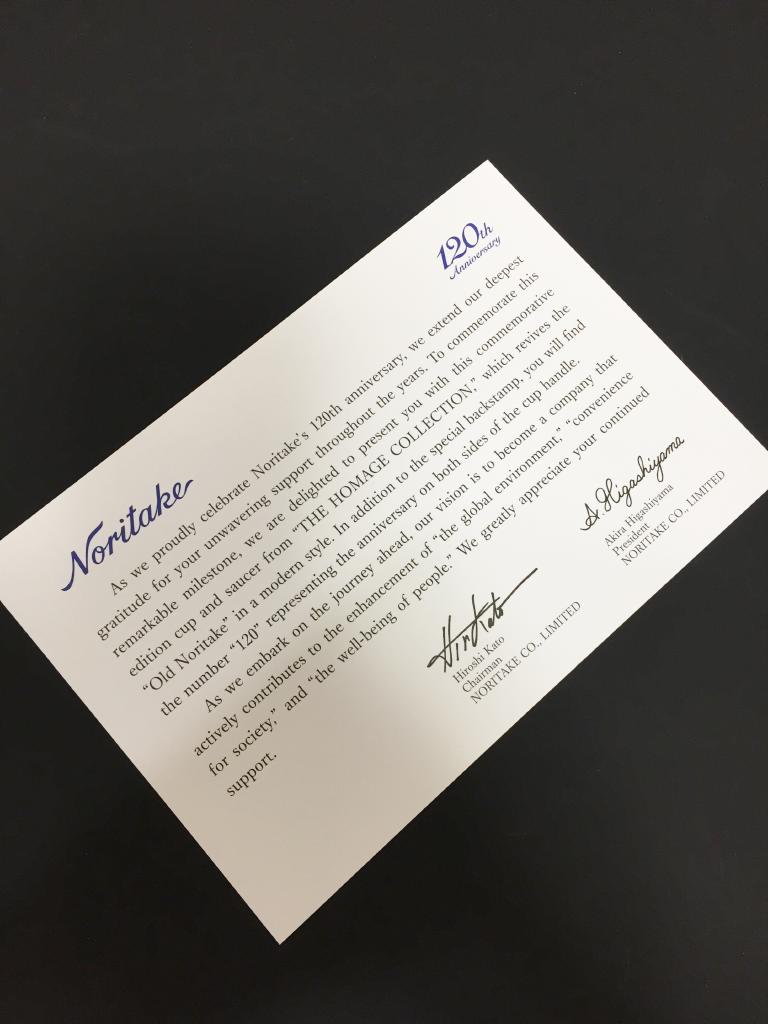 Noritake
120th
Anniversary
As we proudly celebrate Noritake's 120th anniversary, we extend our deepest
gratitude for your unwavering support throughout the years. To commemorate this
remarkable milestone, we are delighted to present you with this commemorative
edition cup and saucer from "THE HOMAGE COLLECTION," which revives the
"Old Noritake" in a modern style. In addition to the special backstamp, you will find
the number "120" representing the anniversary on both sides of the cup handle.
As we embark on the journey ahead, our vision is to become a company that
actively contributes to the enhancement of "the global environment," "convenience
for society," and "the well-being of people." We greatly appreciate your continued
support.
Hiro Kato
Hiroshi Kato
Chairman
NORITAKE CO., LIMITED
A Higashiyama
Akira Higashiyama
President
NORITAKE CO., LIMITED